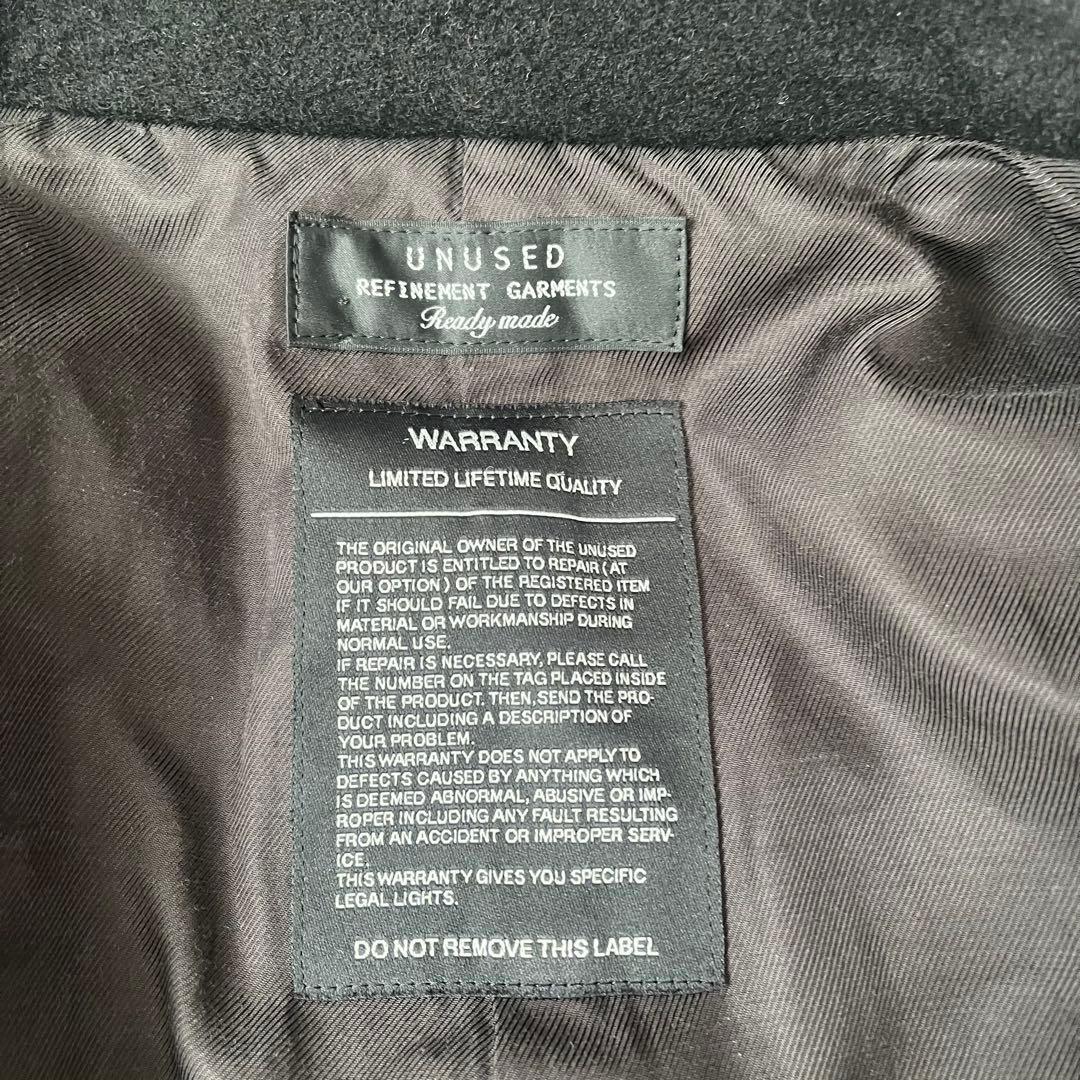 UNUSED
REFINEMENT GARMENTS
Ready made
WARRANTY
LIMITED LIFETIME QUALITY
THE ORIGINAL OWNER OF THE UNUSED
PRODUCT IS ENTITLED TO REPAIR (AT
OUR OPTION) OF THE REGISTERED ITEM
IF IT SHOULD FAIL DUE TO DEFECTS IN
MATERIAL OR WORKMANSHIP DURING
NORMAL USE.
IF REPAIR IS NECESSARY, PLEASE CALL
THE NUMBER ON THE TAG PLACED INSIDE
OF THE PRODUCT. THEN, SEND THE PRO-
DUCT INCLUDING A DESCRIPTION OF
YOUR PROBLEM.
THIS WARRANTY DOES NOT APPLY TO
DEFECTS CAUSED BY ANYTHING WHICH
IS DEEMED ABNORMAL, ABUSIVE OR IMP-
ROPER INCLUDING ANY FAULT RESULTING
FROM AN ACCIDENT OR IMPROPER SERV-
ICE.
THIS WARRANTY GIVES YOU SPECIFIC
LEGAL LIGHTS.
DO NOT REMOVE THIS LABEL